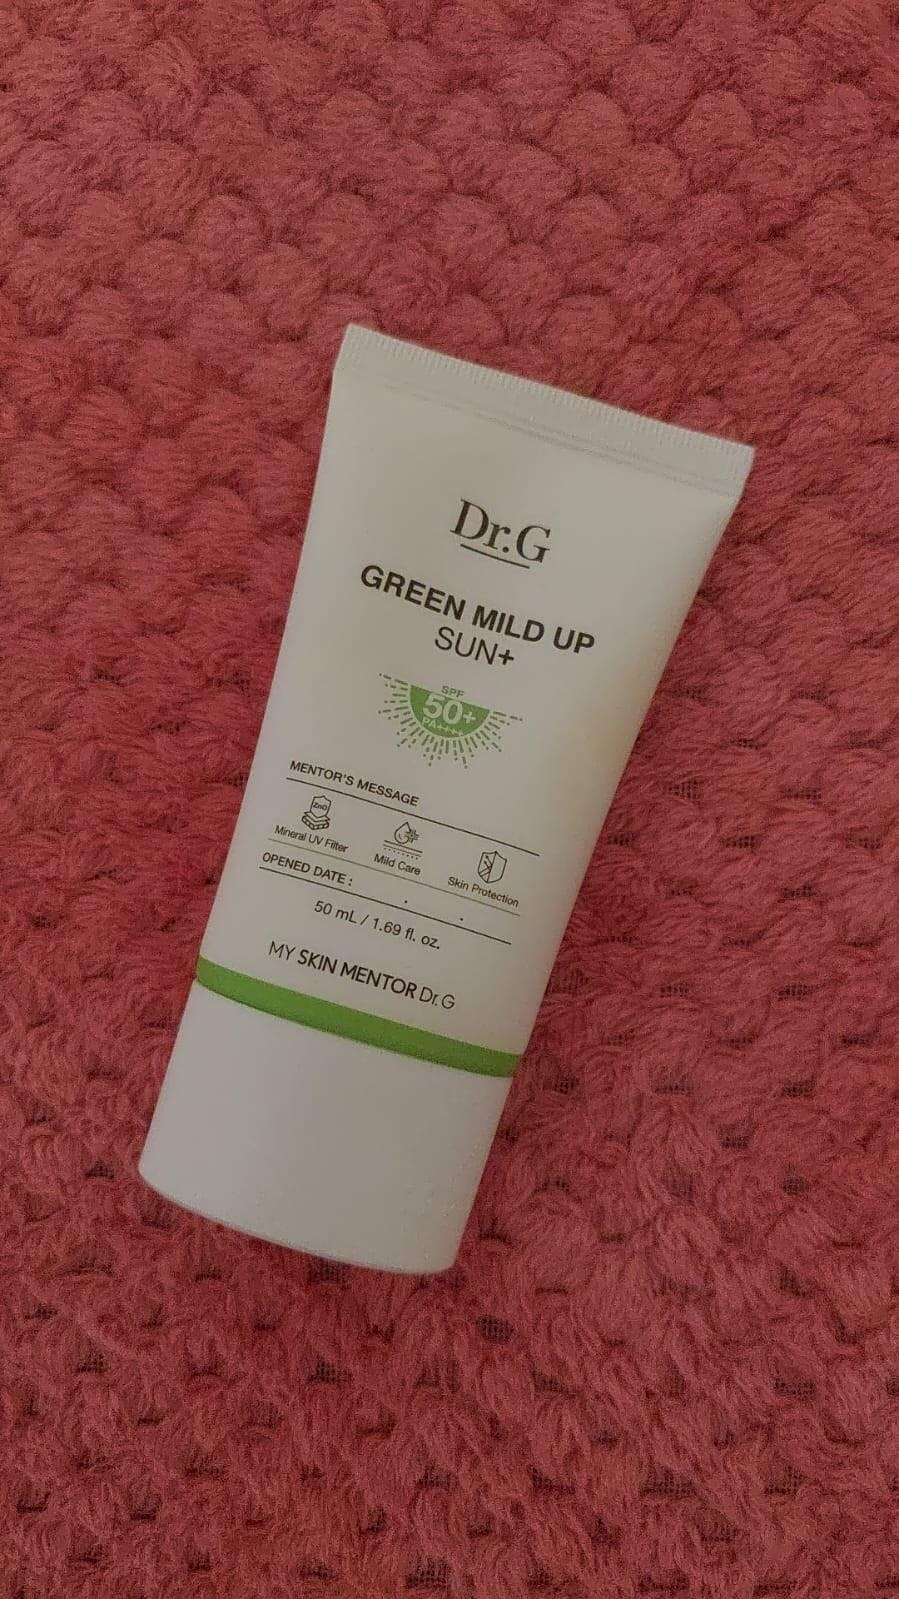 Dr.G
GREEN MILD UP
SUN+
SPF
50+
PA++++
MENTOR'S MESSAGE
ZnO
Mineral UV Filter
Mild Care
Skin Protection
OPENED DATE :
50 mL / 1.69 fl. oz.
MY SKIN MENTOR Dr.G